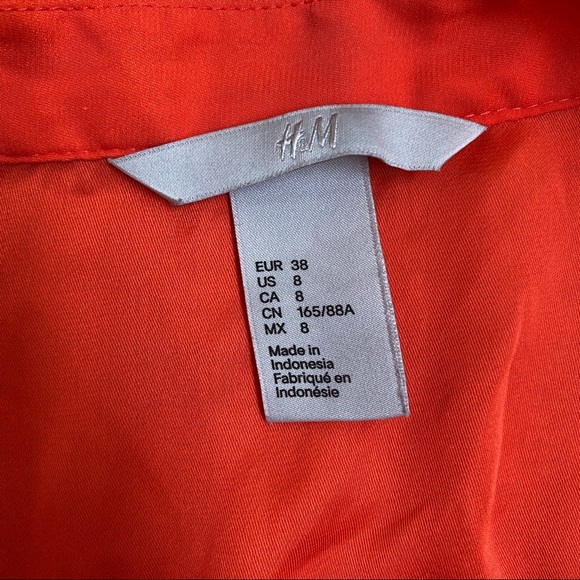 H&M
EUR 38
US 8
CA 8
CN 165/88A
MX 8
Made in
Indonesia
Fabriqué en
Indonésie